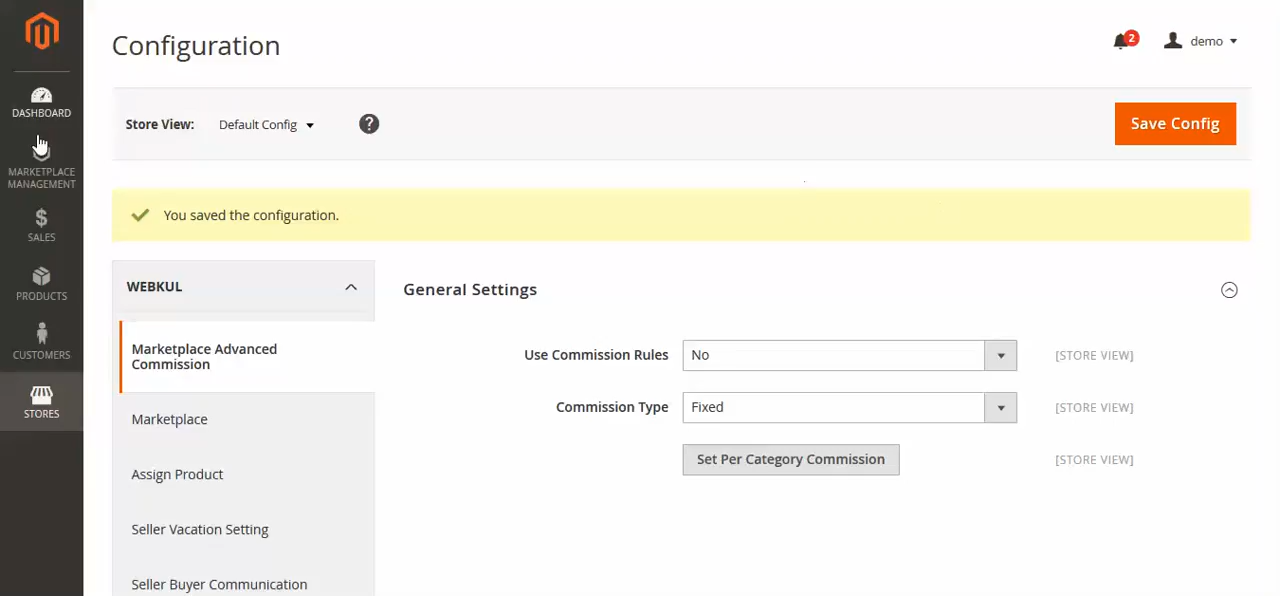 Configuration
2
demo
DASHBOARD
Store View:
Default Config
?
Save Config
MARKETPLACE
MANAGEMENT
You saved the configuration.
SALES
WEBKUL
General Settings
PRODUCTS
Marketplace Advanced
Commission
Use Commission Rules
No
[STORE VIEW]
CUSTOMERS
Commission Type
Fixed
[STORE VIEW]
STORES
Marketplace
Set Per Category Commission
[STORE VIEW]
Assign Product
Seller Vacation Setting
Seller Buyer Communication